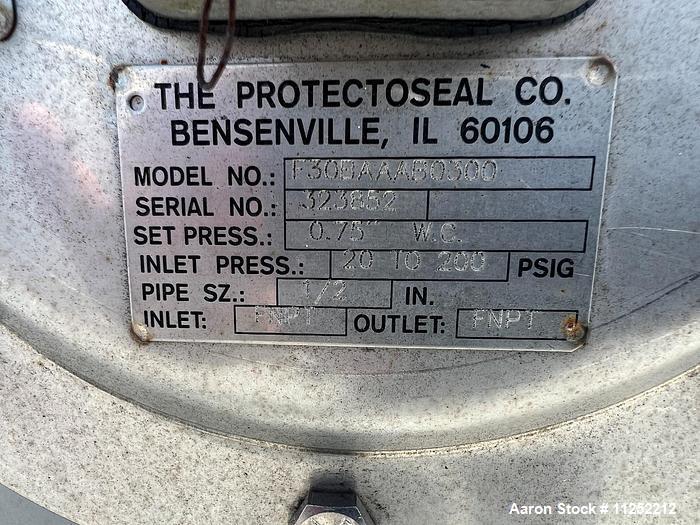 THE PROTECTOSEAL CO.
BENSENVILLE, IL 60106
MODEL NO.: F30BAAAB0300
SERIAL NO.: 323852
SET PRESS.: 0.75" W.C.
INLET PRESS.: 20 TO 200 PSIG
PIPE SZ.: 1/2 IN.
INLET: FNPT OUTLET: FNPT
Aaron Stock # 11252212